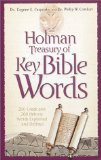 Dr. Eugene E. Carpenter and Dr. Philip W. Comfort
Holman
Treasury of
Key Bible
Words
200 Greek and
200 Hebrew
Words Explained
and Defined